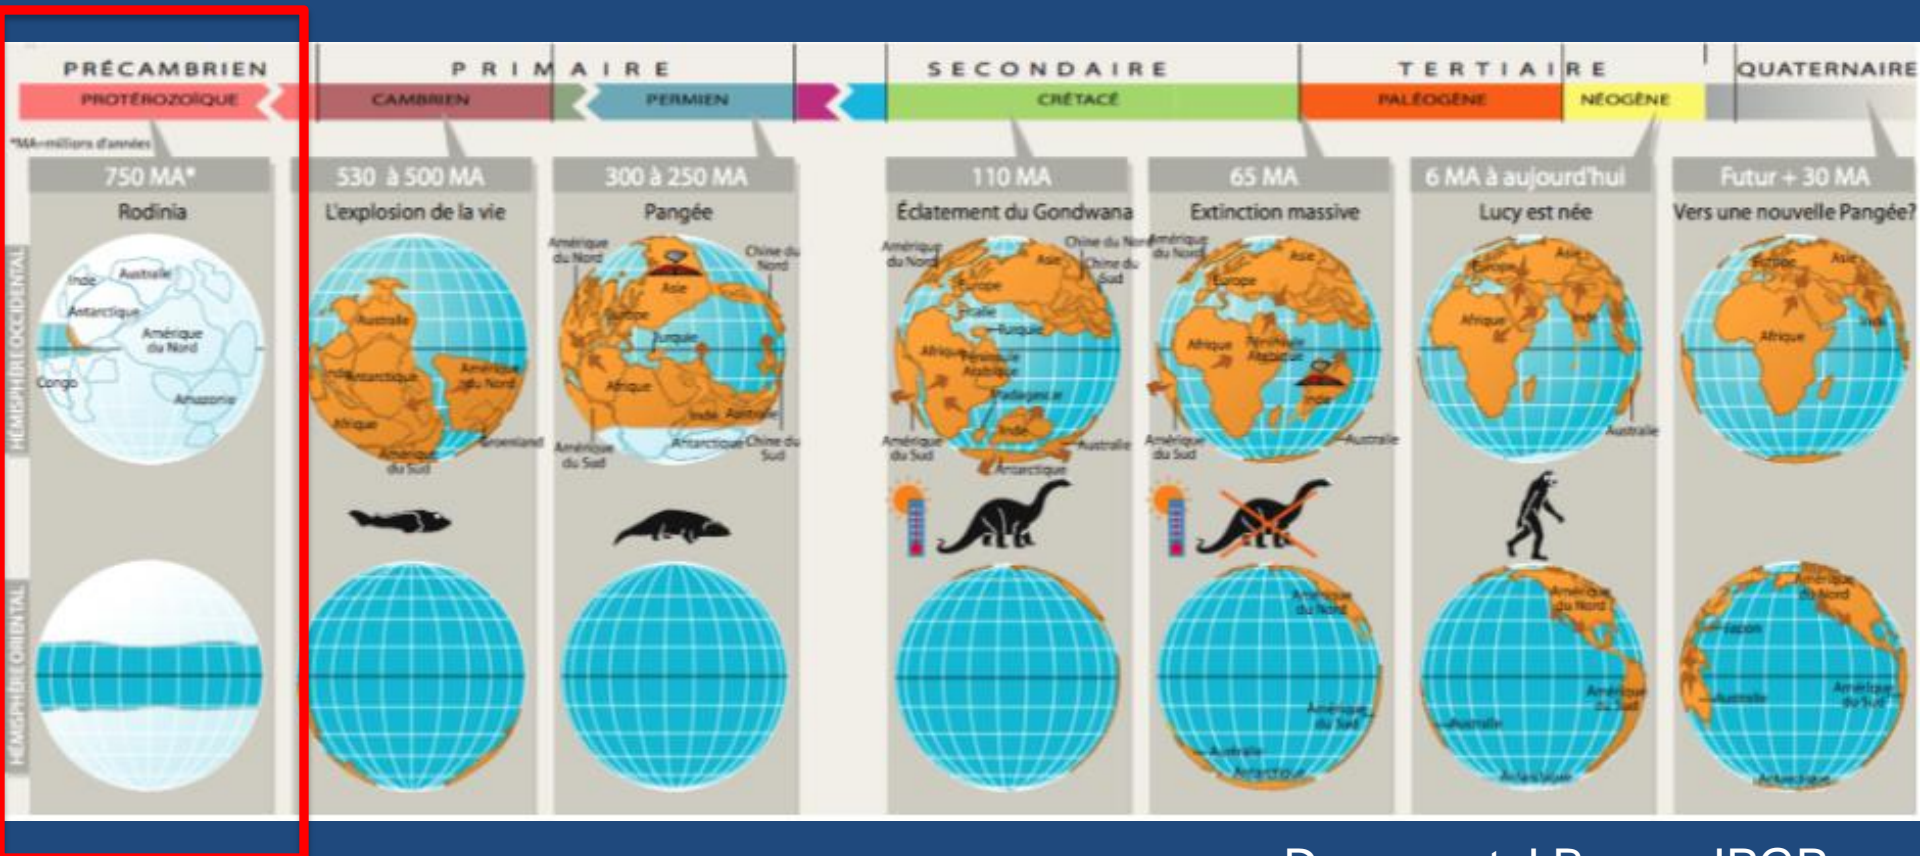 PRÉCAMBRIEN
PRIMAIRE
SECONDAIRE
TERTIAIRE
QUATERNAIRE
PROTÉROZOÏQUE
CAMBRIEN
PERMIEN
CRÉTACÉ
PALÉOGÈNE
NÉOGÈNE
*MA=millions d'années
750 MA*
530 à 500 MA
300 à 250 MA
110 MA
65 MA
6 MA à aujourd'hui
Futur + 30 MA
Rodinia
L'explosion de la vie
Pangée
Éclatement du Gondwana
Extinction massive
Lucy est née
Vers une nouvelle Pangée?
HÉMISPHÈRE OCCIDENTAL
Inde
Australie
Antarctique
Amérique
du Nord
Congo
Amazonie
Australie
Inde
Antarctique
Amérique
du Nord
Afrique
Groenland
Amérique
du Sud
Amérique
du Nord
Chine du
Nord
Asie
Europe
Turquie
Afrique
Inde
Australie
Amérique
du Sud
Antarctique
Chine du
Sud
Amérique
du Nord
Chine du Nord
Asie
Chine du
Sud
Europe
Italie
Turquie
Afrique
Péninsule
Arabique
Madagascar
Inde
Amérique
du Sud
Australie
Antarctique
Amérique
du Nord
Asie
Europe
Afrique
Péninsule
Arabique
Inde
Amérique
du Sud
Australie
Europe
Asie
Afrique
Inde
Australie
Europe
Asie
Inde
Afrique
HÉMISPHÈRE ORIENTAL
Amérique
du Nord
Amérique
du Sud
Australie
Antarctique
Amérique
du Nord
Amérique
du Sud
Australie
Antarctique
Amérique
du Nord
Japon
Australie
Amérique
du Sud
Antarctique